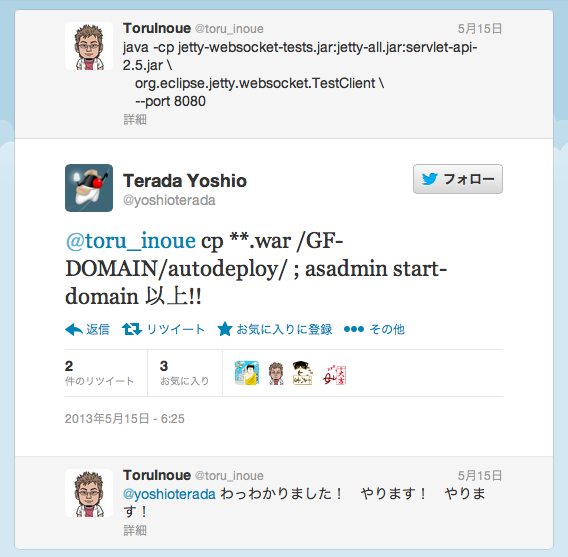 ToruInoue @toru_inoue 5月15日
java -cp jetty-websocket-tests.jar:jetty-all.jar:servlet-api-
2.5.jar \
org.eclipse.jetty.websocket.TestClient \
--port 8080
詳細
Terada Yoshio
フォロー
@yoshioterada
@toru_inoue cp **.war /GF-
DOMAIN/autodeploy/ ; asadmin start-
domain 以上!!
返信 リツイート お気に入りに登録 その他
2 3
件のリツイート お気に入り
2013年5月15日 - 6:25
ToruInoue @toru_inoue 5月15日
@yoshioterada わっわかりました！　やります！　やりま
す！
詳細